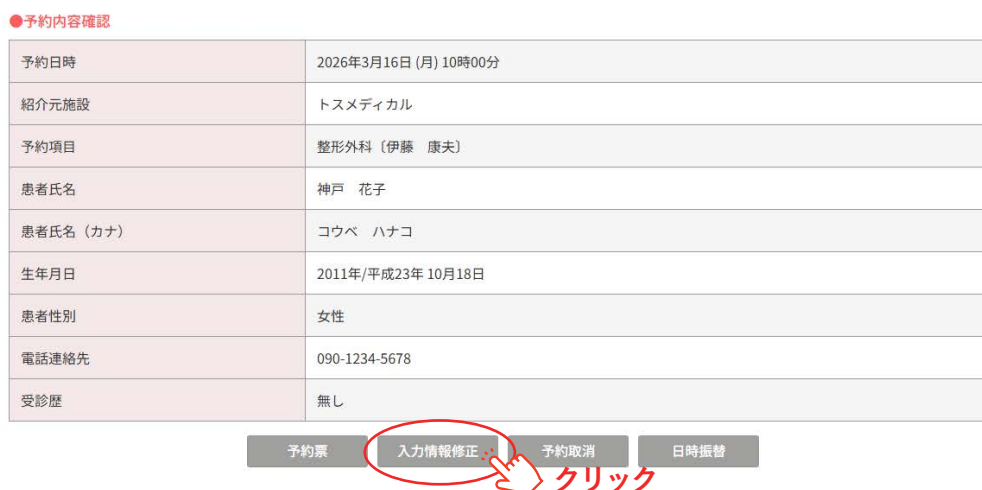 ●予約内容確認
予約日時 2026年3月16日 (月) 10時00分
紹介元施設 トスメディカル
予約項目 整形外科〔伊藤　康夫〕
患者氏名 神戸　花子
患者氏名（カナ） コウベ　ハナコ
生年月日 2011年/平成23年 10月18日
患者性別 女性
電話連絡先 090-1234-5678
受診歴 無し
予約票 入力情報修正 予約取消 日時振替
クリック